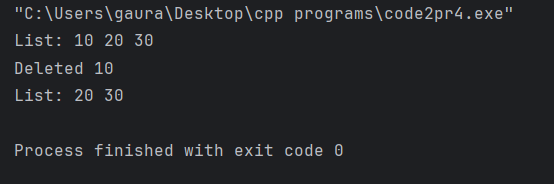 "C:\Users\gaura\Desktop\cpp programs\code2pr4.exe"
List: 10 20 30
Deleted 10
List: 20 30
Process finished with exit code 0